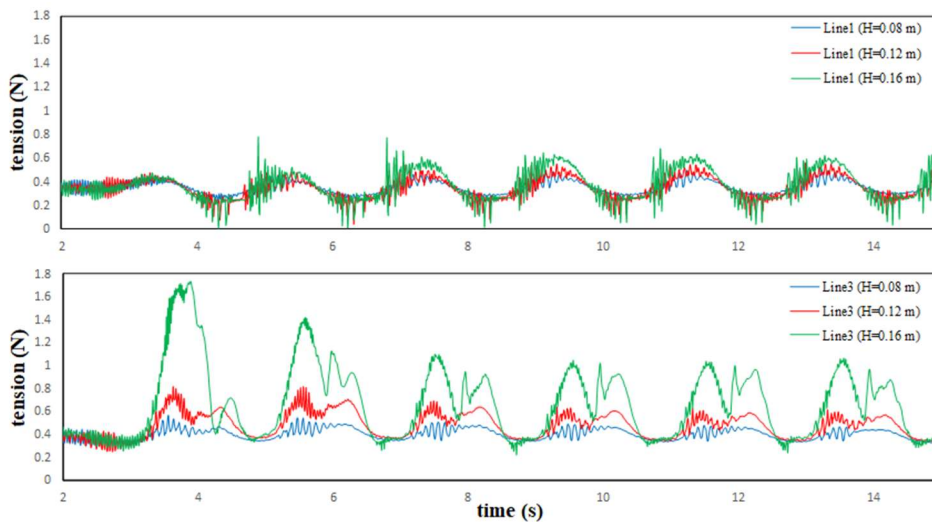 1.8
1.6
1.4
1.2
1
0.8
0.6
0.4
0.2
0
tension (N)
Line1 (H=0.08 m)
Line1 (H=0.12 m)
Line1 (H=0.16 m)
2 4 6 8 10 12 14
1.8
1.6
1.4
1.2
1
0.8
0.6
0.4
0.2
0
tension (N)
Line3 (H=0.08 m)
Line3 (H=0.12 m)
Line3 (H=0.16 m)
2 4 6 8 10 12 14
time (s)